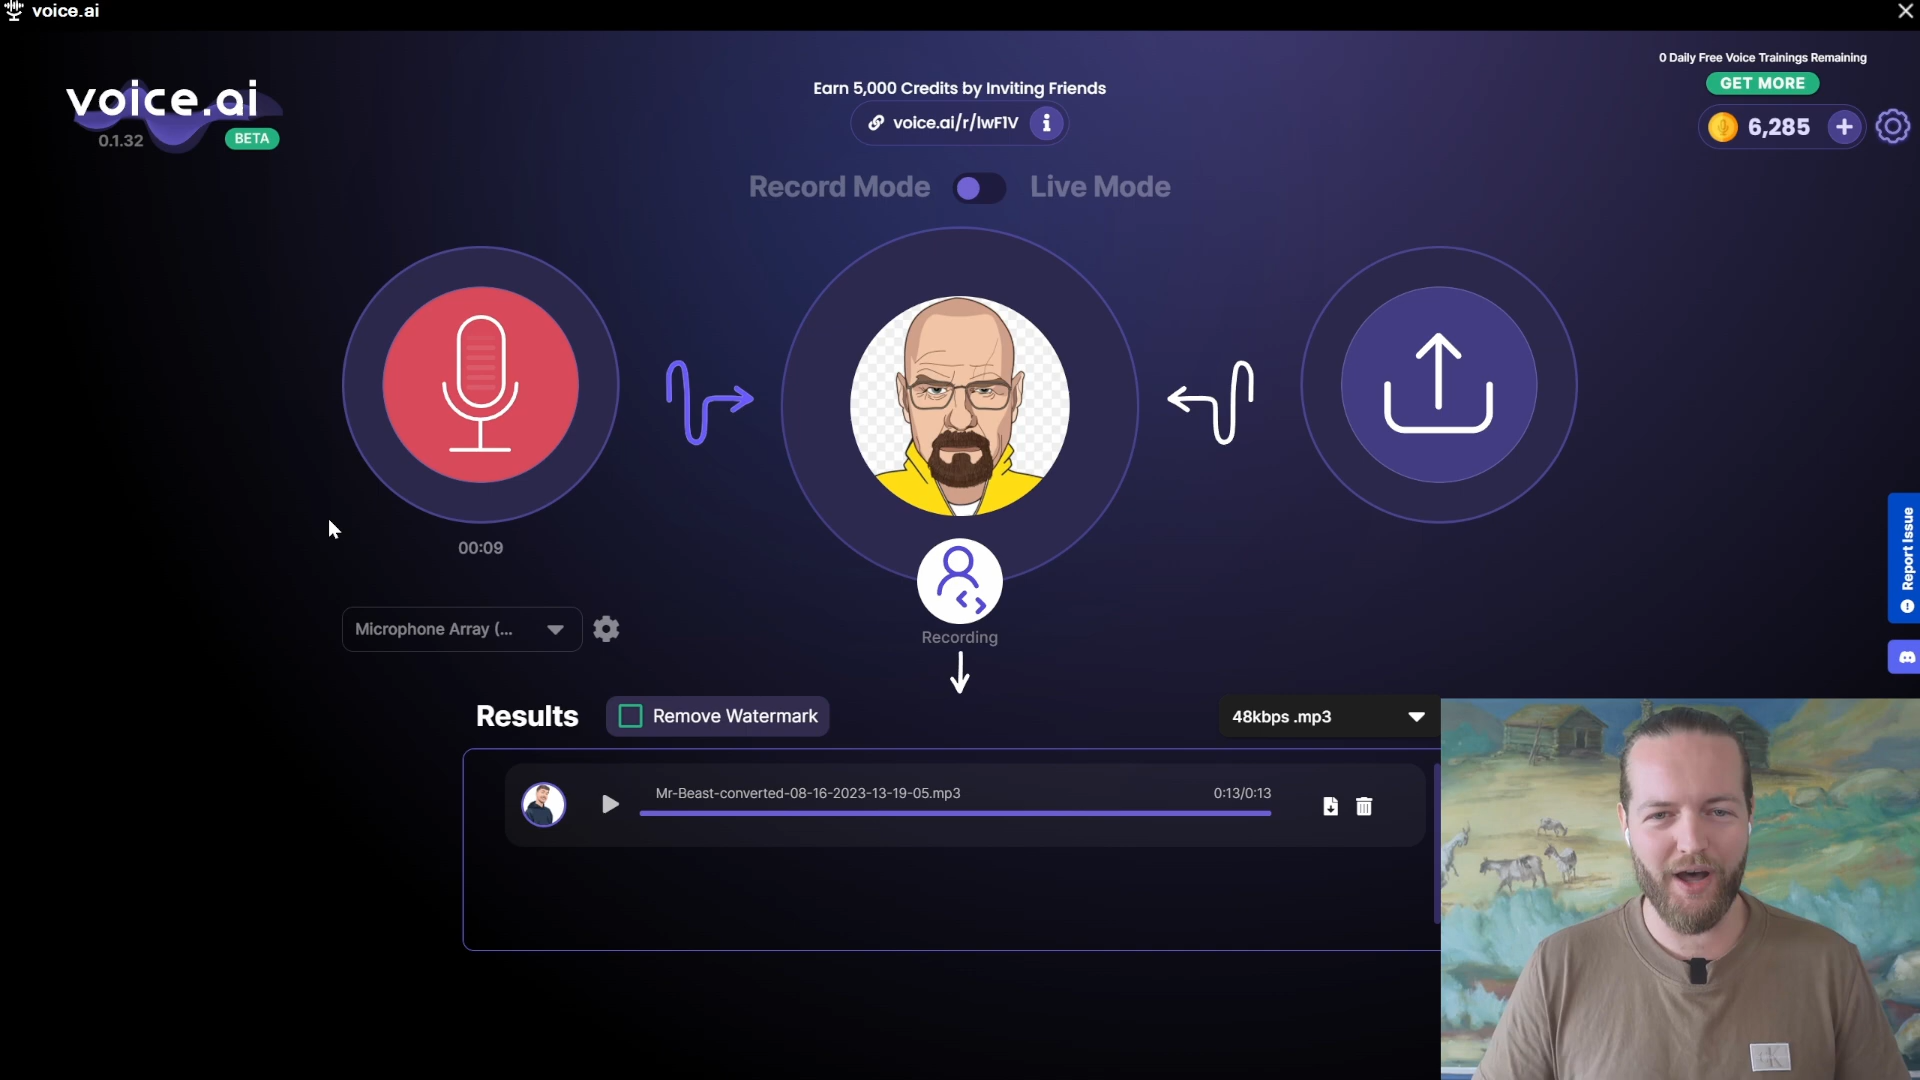 voice.ai
0 Daily Free Voice Trainings Remaining
GET MORE
6,285
voice.ai
0.1.32
BETA
Earn 5,000 Credits by Inviting Friends
voice.ai/r/lwF1V
Record Mode
Live Mode
00:09
Microphone Array (...
Recording
Report Issue
Results
Remove Watermark
48kbps .mp3
Mr-Beast-converted-08-16-2023-13-19-05.mp3
0:13/0:13